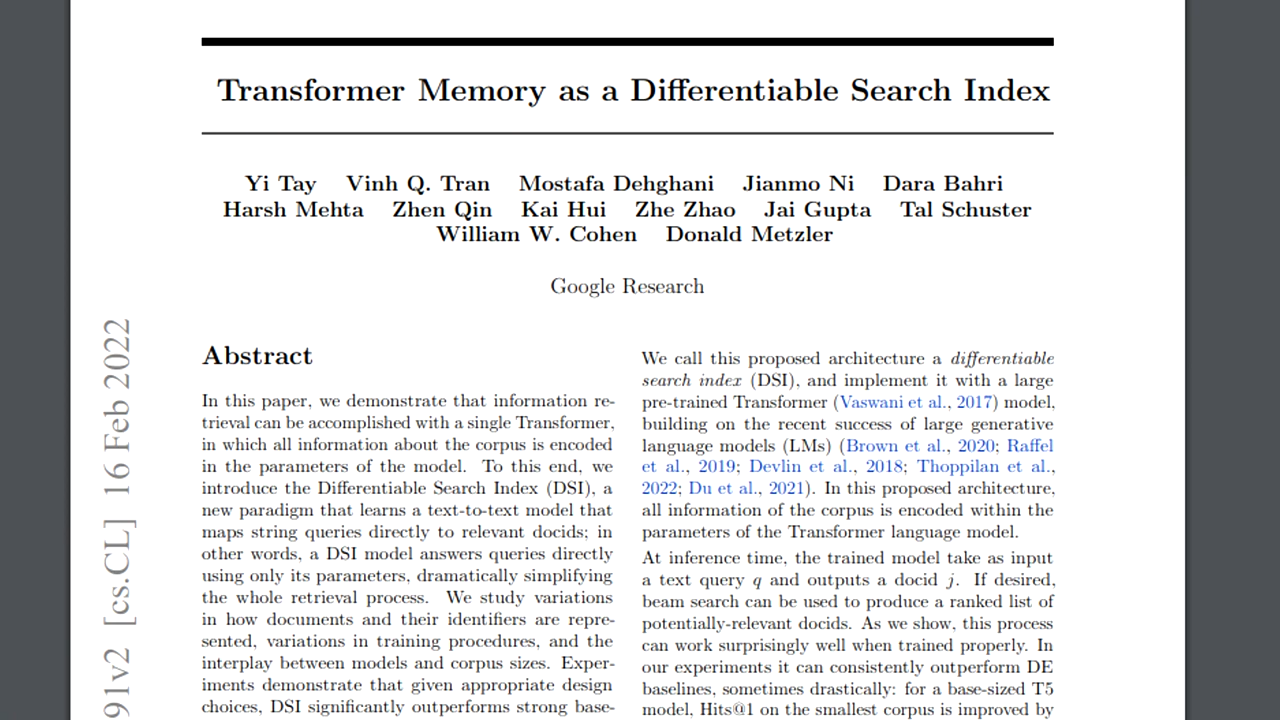 Transformer Memory as a Differentiable Search Index
Yi Tay Vinh Q. Tran Mostafa Dehghani Jianmo Ni Dara Bahri
Harsh Mehta Zhen Qin Kai Hui Zhe Zhao Jai Gupta Tal Schuster
William W. Cohen Donald Metzler
Google Research
91v2 [cs.CL] 16 Feb 2022
Abstract
In this paper, we demonstrate that information re-
trieval can be accomplished with a single Transformer,
in which all information about the corpus is encoded
in the parameters of the model. To this end, we
introduce the Differentiable Search Index (DSI), a
new paradigm that learns a text-to-text model that
maps string queries directly to relevant docids; in
other words, a DSI model answers queries directly
using only its parameters, dramatically simplifying
the whole retrieval process. We study variations
in how documents and their identifiers are repre-
sented, variations in training procedures, and the
interplay between models and corpus sizes. Exper-
iments demonstrate that given appropriate design
choices, DSI significantly outperforms strong base-
We call this proposed architecture a differentiable
search index (DSI), and implement it with a large
pre-trained Transformer (Vaswani et al., 2017) model,
building on the recent success of large generative
language models (LMs) (Brown et al., 2020; Raffel
et al., 2019; Devlin et al., 2018; Thoppilan et al.,
2022; Du et al., 2021). In this proposed architecture,
all information of the corpus is encoded within the
parameters of the Transformer language model.
At inference time, the trained model take as input
a text query q and outputs a docid j. If desired,
beam search can be used to produce a ranked list of
potentially-relevant docids. As we show, this process
can work surprisingly well when trained properly. In
our experiments it can consistently outperform DE
baselines, sometimes drastically: for a base-sized T5
model, Hits@1 on the smallest corpus is improved by